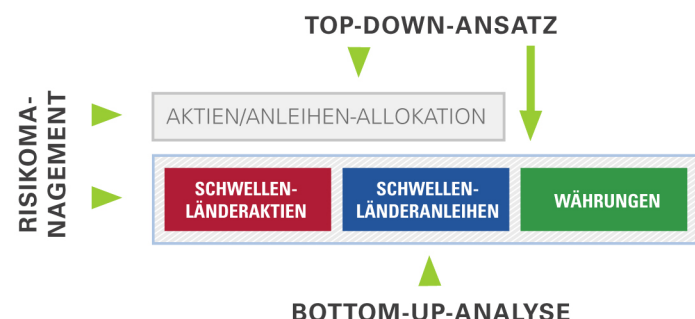 TOP-DOWN-ANSATZ
RISIKOMA-
NAGEMENT
AKTIEN/ANLEIHEN-ALLOKATION
SCHWELLEN-
LÄNDERAKTIEN
SCHWELLEN-
LÄNDERANLEIHEN
WÄHRUNGEN
BOTTOM-UP-ANALYSE